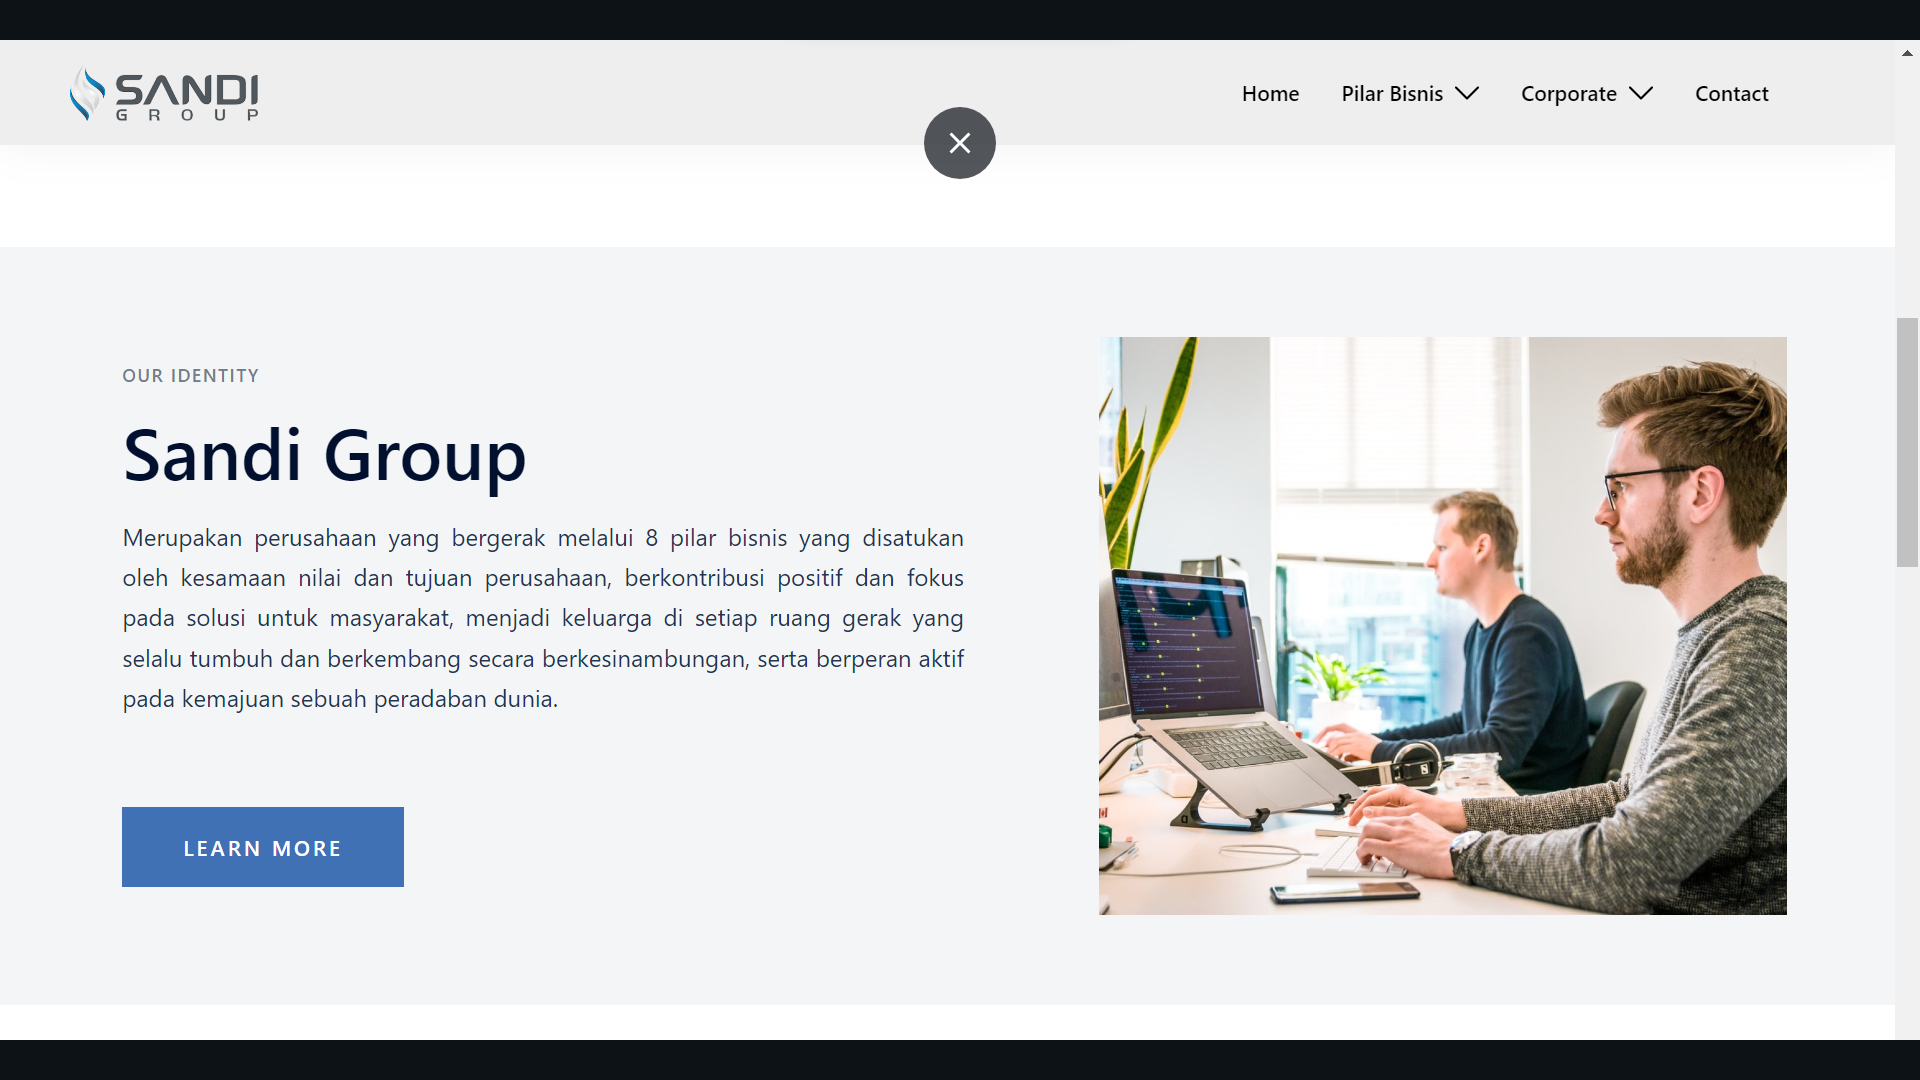 SANDI
GROUP
Home
Pilar Bisnis
Corporate
Contact
OUR IDENTITY
Sandi Group
Merupakan perusahaan yang bergerak melalui 8 pilar bisnis yang disatukan
oleh kesamaan nilai dan tujuan perusahaan, berkontribusi positif dan fokus
pada solusi untuk masyarakat, menjadi keluarga di setiap ruang gerak yang
selalu tumbuh dan berkembang secara berkesinambungan, serta berperan aktif
pada kemajuan sebuah peradaban dunia.
LEARN MORE